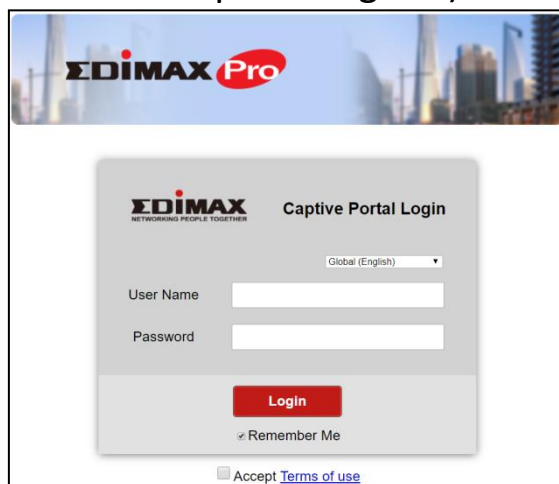 EDIMAX Pro
EDIMAX
NETWORKING PEOPLE TOGETHER
Captive Portal Login
Global (English)
User Name
Password
Login
Remember Me
Accept Terms of use